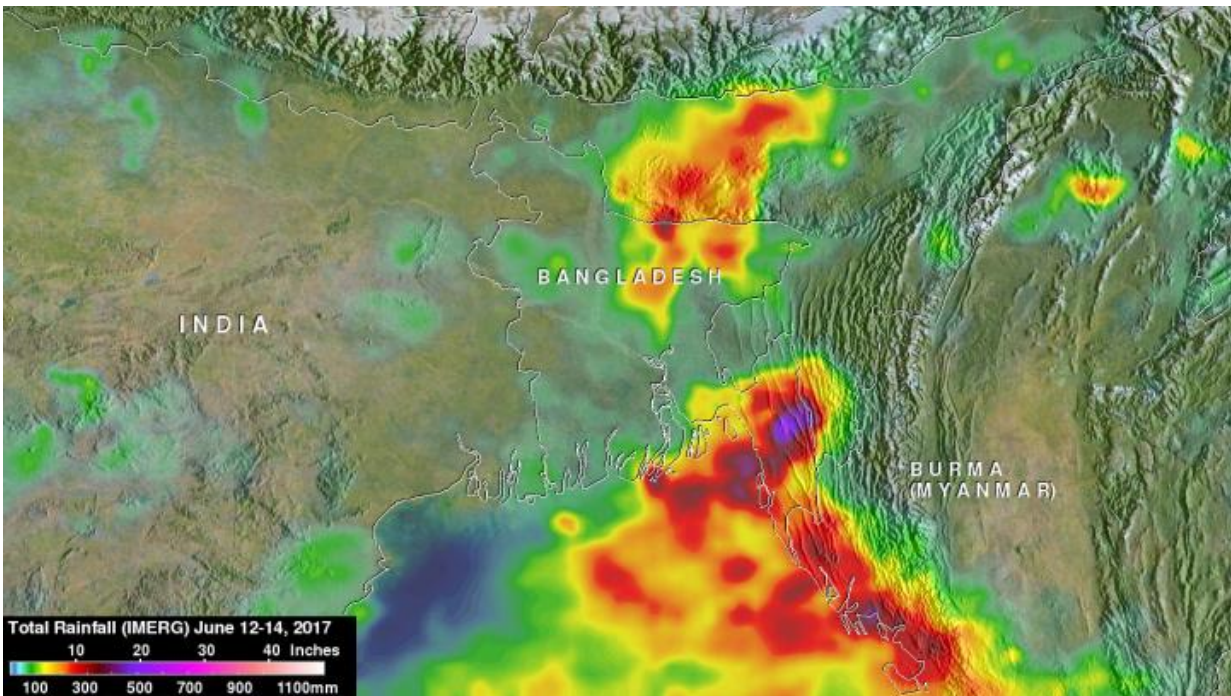 BANGLADESH
INDIA
BURMA
(MYANMAR)
Total Rainfall (IMERG) June 12-14, 2017
10 20 30 40 Inches
100 300 500 700 900 1100mm